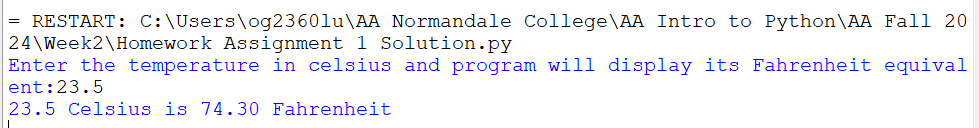 = RESTART: C:\Users\og2360lu\AA Normandale College\AA Intro to Python\AA Fall 20
24\Week2\Homework Assignment 1 Solution.py
Enter the temperature in celsius and program will display its Fahrenheit equival
ent:23.5
23.5 Celsius is 74.30 Fahrenheit